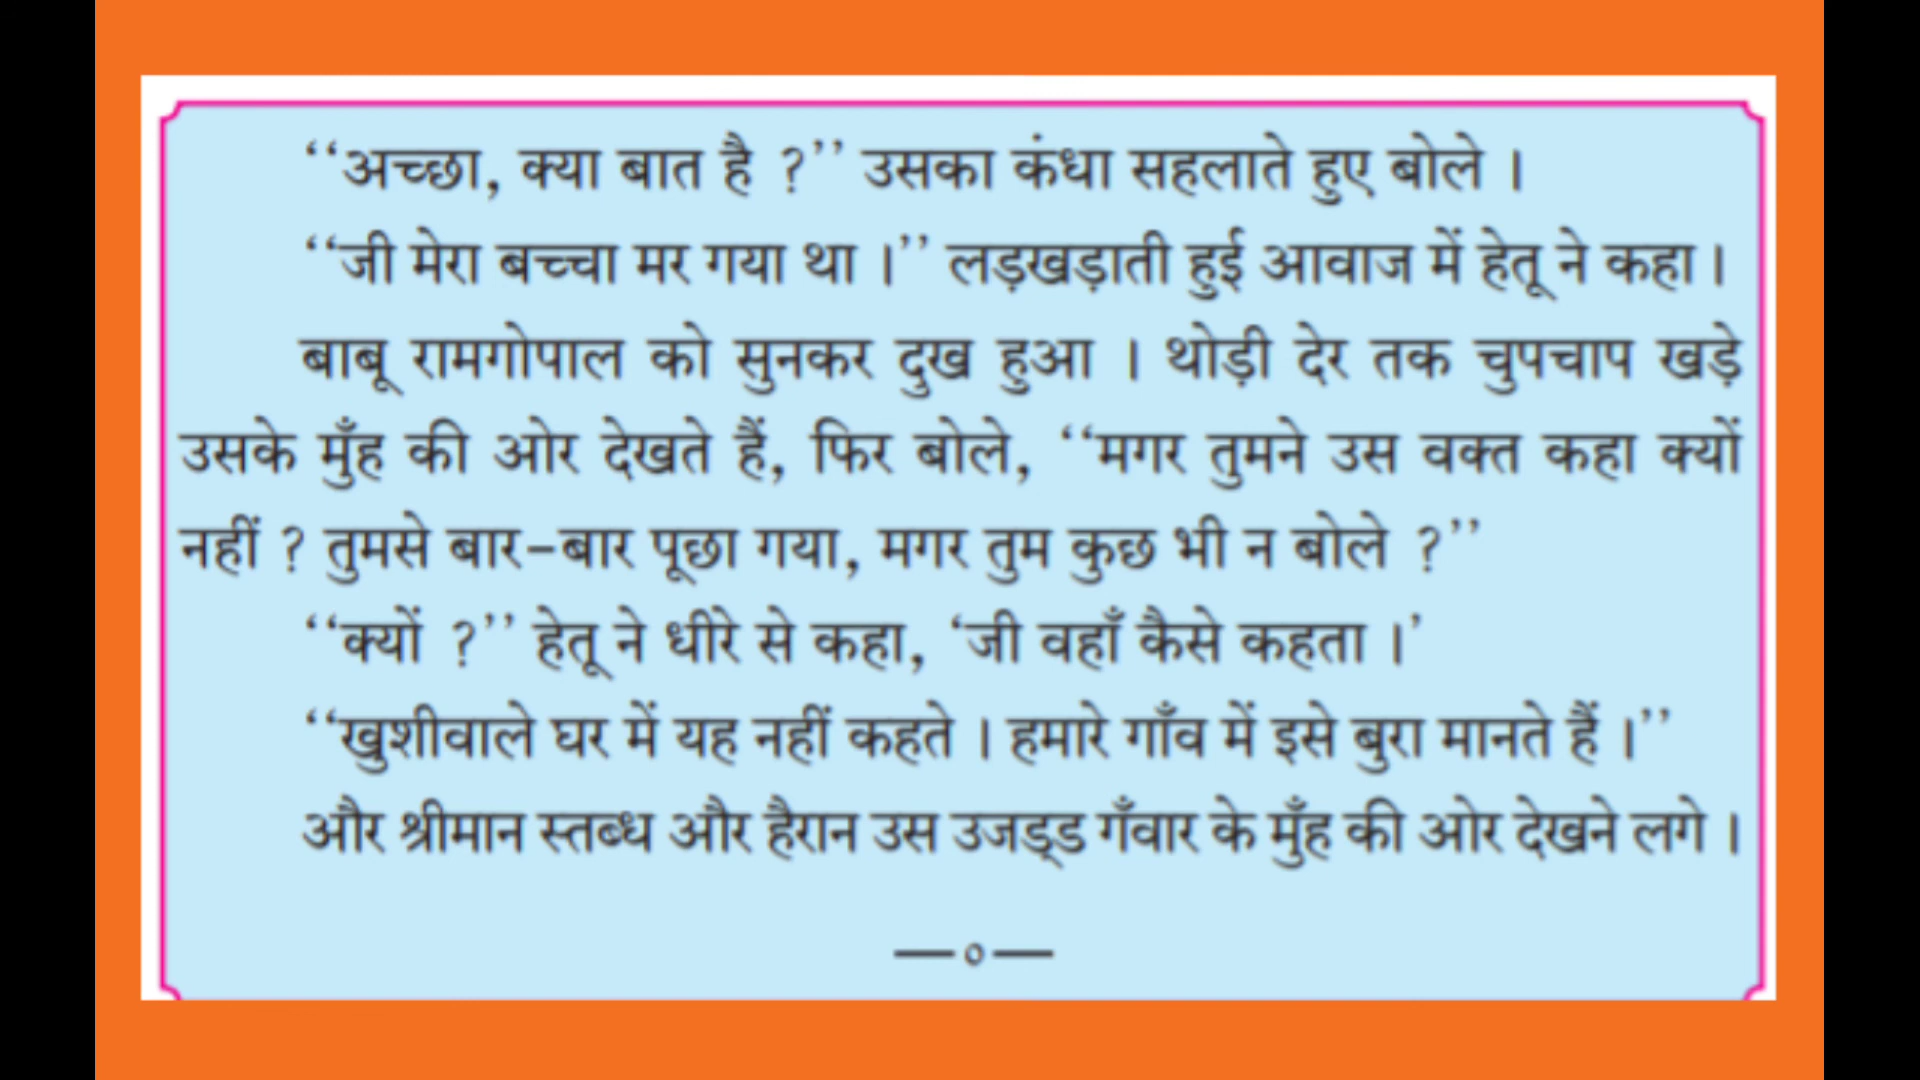 ‘‘अच्छा, क्या बात है ?’’ उसका कंधा सहलाते हुए बोले ।
‘‘जी मेरा बच्चा मर गया था ।’’ लड़खड़ाती हुई आवाज में हेतू ने कहा ।
बाबू रामगोपाल को सुनकर दुख हुआ । थोड़ी देर तक चुपचाप खड़े
उसके मुँह की ओर देखते हैं, फिर बोले, ‘‘मगर तुमने उस वक्त कहा क्यों
नहीं ? तुमसे बार-बार पूछा गया, मगर तुम कुछ भी न बोले ?’’
‘‘क्यों ?’’ हेतू ने धीरे से कहा, ‘जी वहाँ कैसे कहता ।’
‘‘खुशीवाले घर में यह नहीं कहते । हमारे गाँव में इसे बुरा मानते हैं ।’’
और श्रीमान स्तब्ध और हैरान उस उजड्ड गँवार के मुँह की ओर देखने लगे ।
—०—